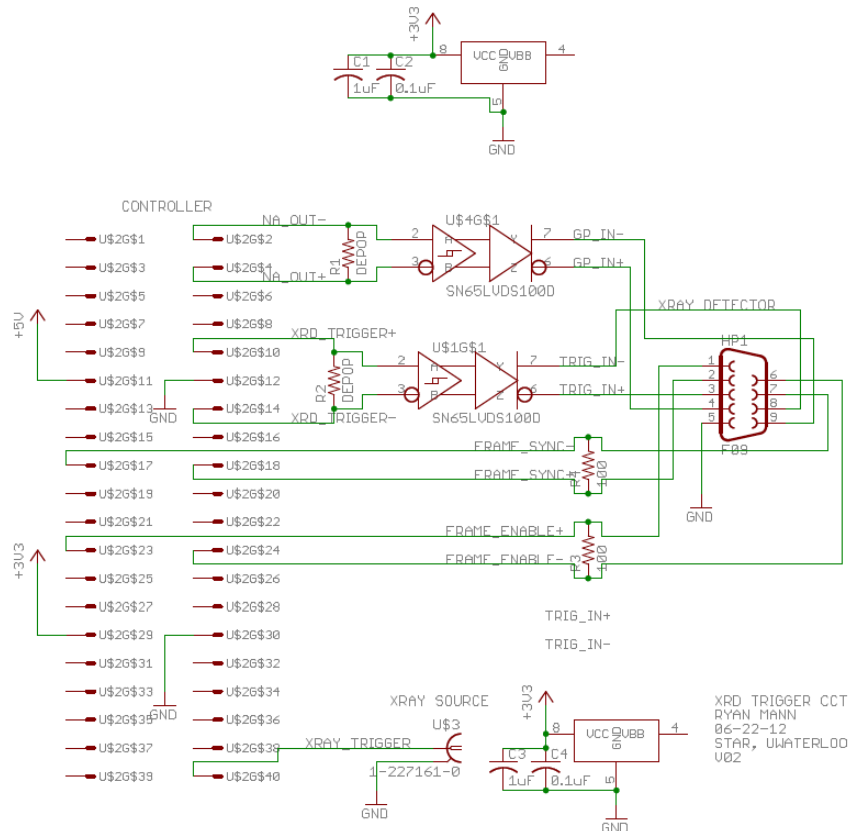 +3V3
8
VCC
VBB
4
GND
5
C1
C2
1uF
0.1uF
GND
CONTROLLER
NA_OUT-
U$4G$1
U$2G$1
U$2G$2
2
A
Y
7
GP_IN-
R1
DEPOP
U$2G$3
U$2G$4
3
B
Z
6
GP_IN+
NA_OUT+
SN65LVDS100D
U$2G$5
U$2G$6
XRAY_DETECTOR
+5V
U$2G$7
U$2G$8
XRD_TRIGGER+
U$1G$1
HP1
U$2G$9
U$2G$10
2
A
Y
7
TRIG_IN-
1
R2
DEPOP
2
6
U$2G$11
U$2G$12
3
B
Z
6
TRIG_IN+
3
7
GND
4
8
U$2G$13
U$2G$14
XRD_TRIGGER-
SN65LVDS100D
5
9
U$2G$15
U$2G$16
FRAME_SYNC-
F09
U$2G$17
U$2G$18
R4
100
FRAME_SYNC+
U$2G$19
U$2G$20
GND
U$2G$21
U$2G$22
FRAME_ENABLE+
U$2G$23
U$2G$24
R3
100
FRAME_ENABLE-
+3V3
U$2G$25
U$2G$26
U$2G$27
U$2G$28
TRIG_IN+
U$2G$29
U$2G$30
TRIG_IN-
U$2G$31
U$2G$32
U$2G$33
U$2G$34
GND
U$2G$35
U$2G$36
XRAY SOURCE
U$3
U$2G$37
U$2G$38
XRAY_TRIGGER
1-227161-0
U$2G$39
U$2G$40
GND
+3V3
8
VCC
VBB
4
GND
5
C3
C4
1uF
0.1uF
GND
XRD TRIGGER CCT
RYAN MANN
06-22-12
STAR, UWATERLOO
V02